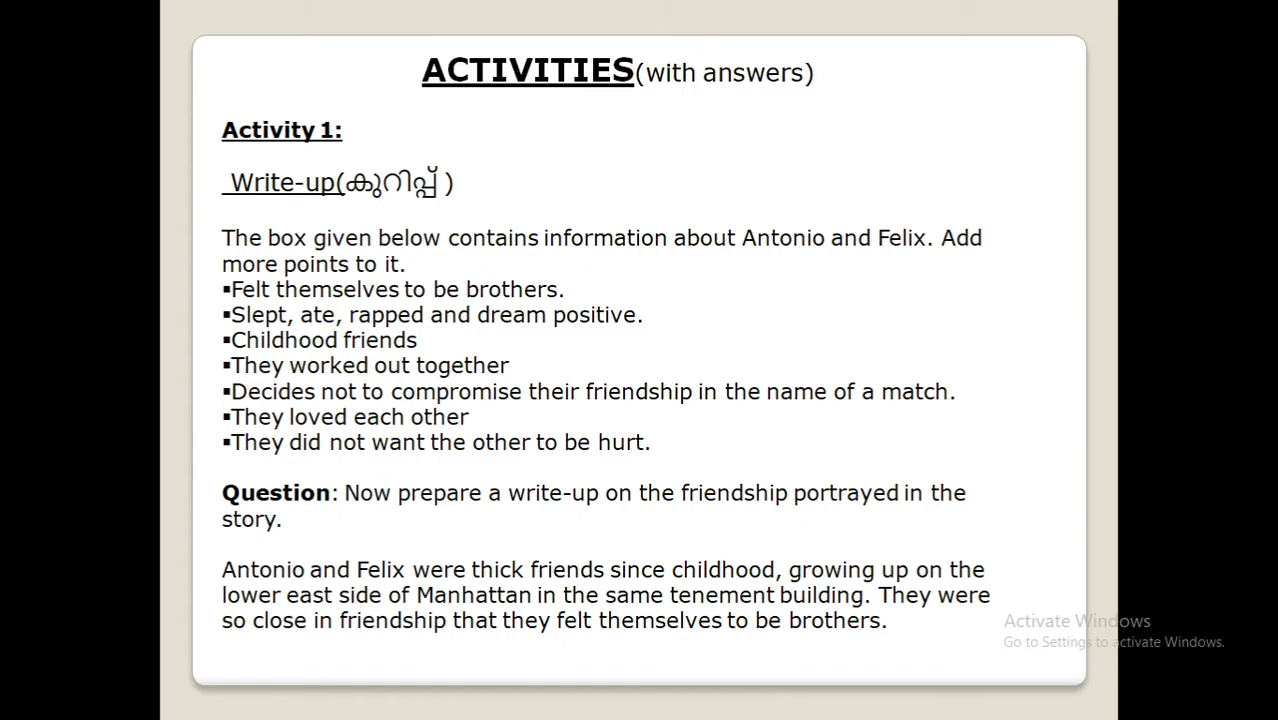 ACTIVITIES(with answers)
Activity 1:
Write-up(കുറിപ്പ് )
The box given below contains information about Antonio and Felix. Add
more points to it.
▪Felt themselves to be brothers.
▪Slept, ate, rapped and dream positive.
▪Childhood friends
▪They worked out together
▪Decides not to compromise their friendship in the name of a match.
▪They loved each other
▪They did not want the other to be hurt.
Question: Now prepare a write-up on the friendship portrayed in the
story.
Antonio and Felix were thick friends since childhood, growing up on the
lower east side of Manhattan in the same tenement building. They were
so close in friendship that they felt themselves to be brothers.
Activate Windows
Go to Settings to activate Windows.